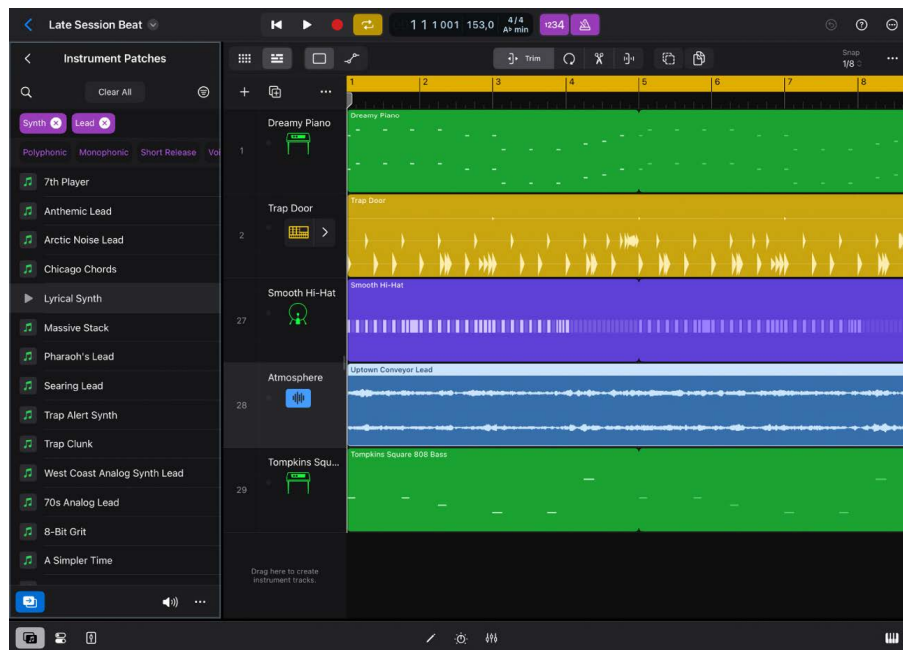 Late Session Beat
1 1 1 001 153,0 4/4 A♭ min 1234
Instrument Patches
Trim
Snap 1/8
Clear All
Synth Lead
Polyphonic Monophonic Short Release Voi
7th Player
Anthemic Lead
Arctic Noise Lead
Chicago Chords
Lyrical Synth
Massive Stack
Pharaoh's Lead
Searing Lead
Trap Alert Synth
Trap Clunk
West Coast Analog Synth Lead
70s Analog Lead
8-Bit Grit
A Simpler Time
1 2 3 4 5 6 7 8
1 Dreamy Piano
Dreamy Piano
2 Trap Door
Trap Door
27 Smooth Hi-Hat
Smooth Hi-Hat
28 Atmosphere
Uptown Conveyor Lead
29 Tompkins Squ...
Tompkins Square 808 Bass
Drag here to create
instrument tracks.